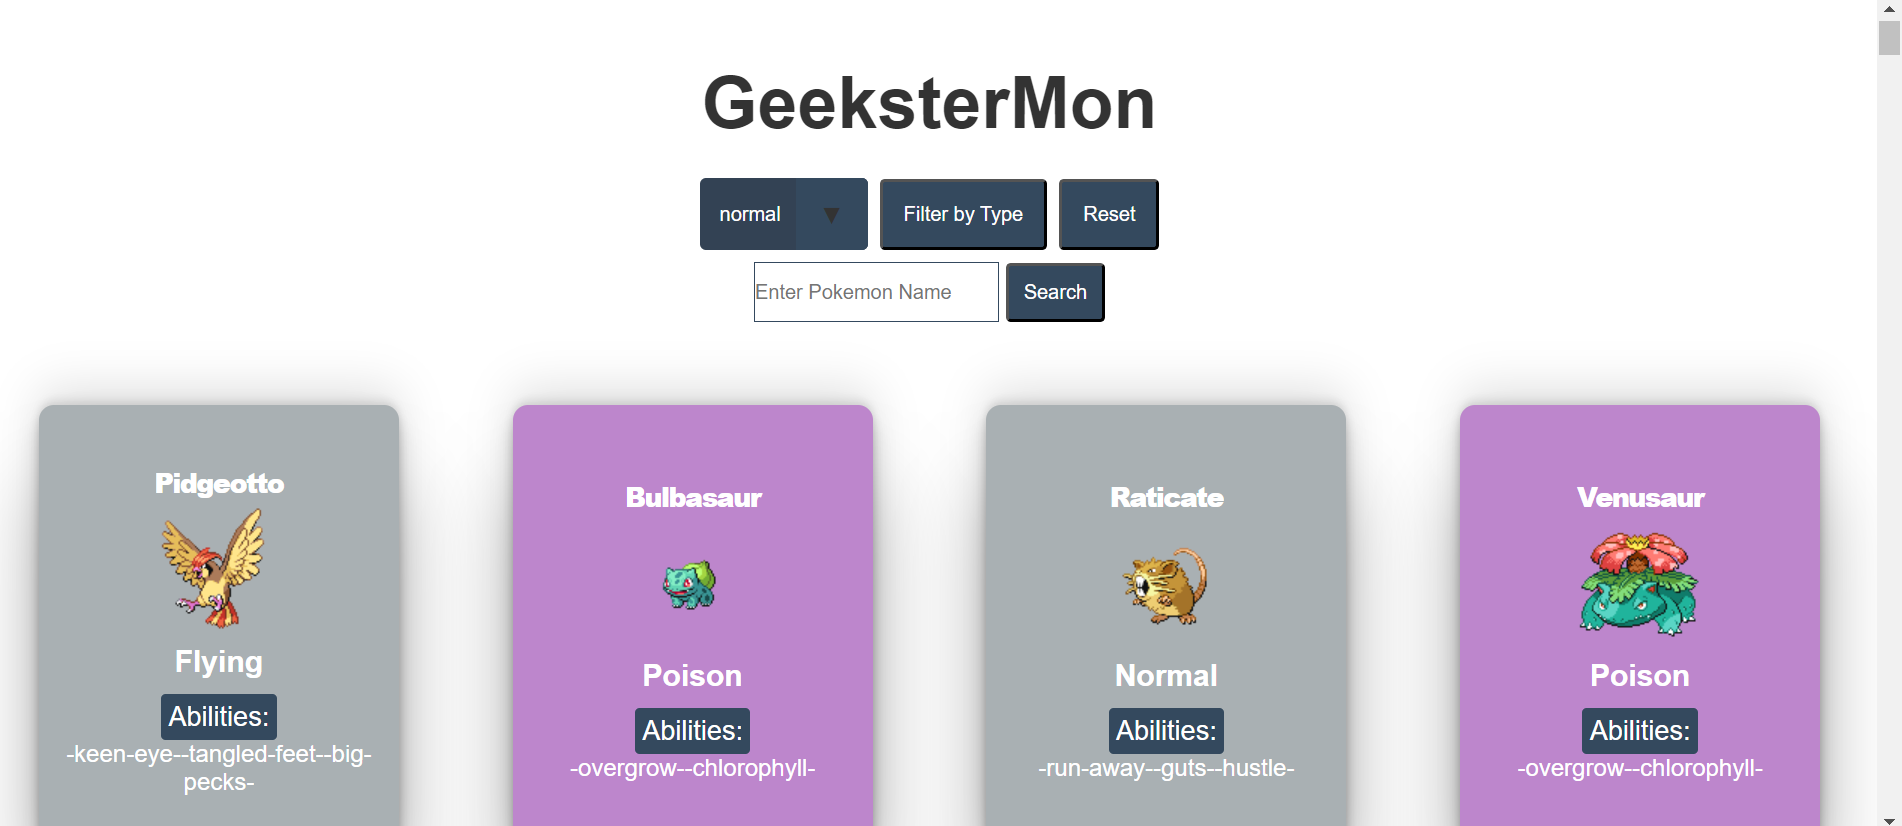 GeeksterMon
normal ▼ Filter by Type Reset
Enter Pokemon Name Search
Pidgeotto
Flying
Abilities:
-keen-eye--tangled-feet--big-
pecks-
Bulbasaur
Poison
Abilities:
-overgrow--chlorophyll-
Raticate
Normal
Abilities:
-run-away--guts--hustle-
Venusaur
Poison
Abilities:
-overgrow--chlorophyll-